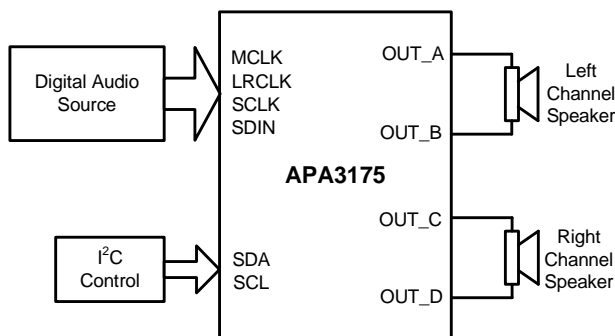 Digital Audio
Source
MCLK
LRCLK
SCLK
SDIN
OUT_A
OUT_B
Left
Channel
Speaker
APA3175
I²C
Control
SDA
SCL
OUT_C
OUT_D
Right
Channel
Speaker